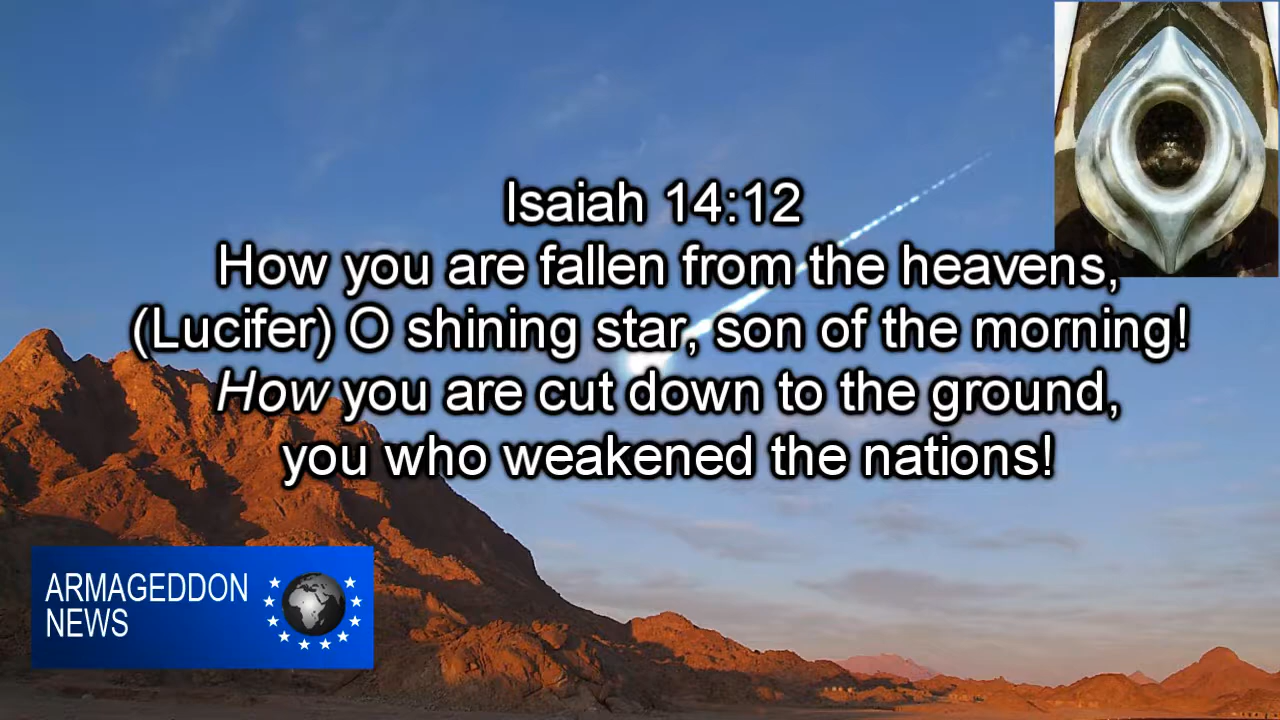 Isaiah 14:12
How you are fallen from the heavens,
(Lucifer) O shining star, son of the morning!
How you are cut down to the ground,
you who weakened the nations!
ARMAGEDDON
NEWS